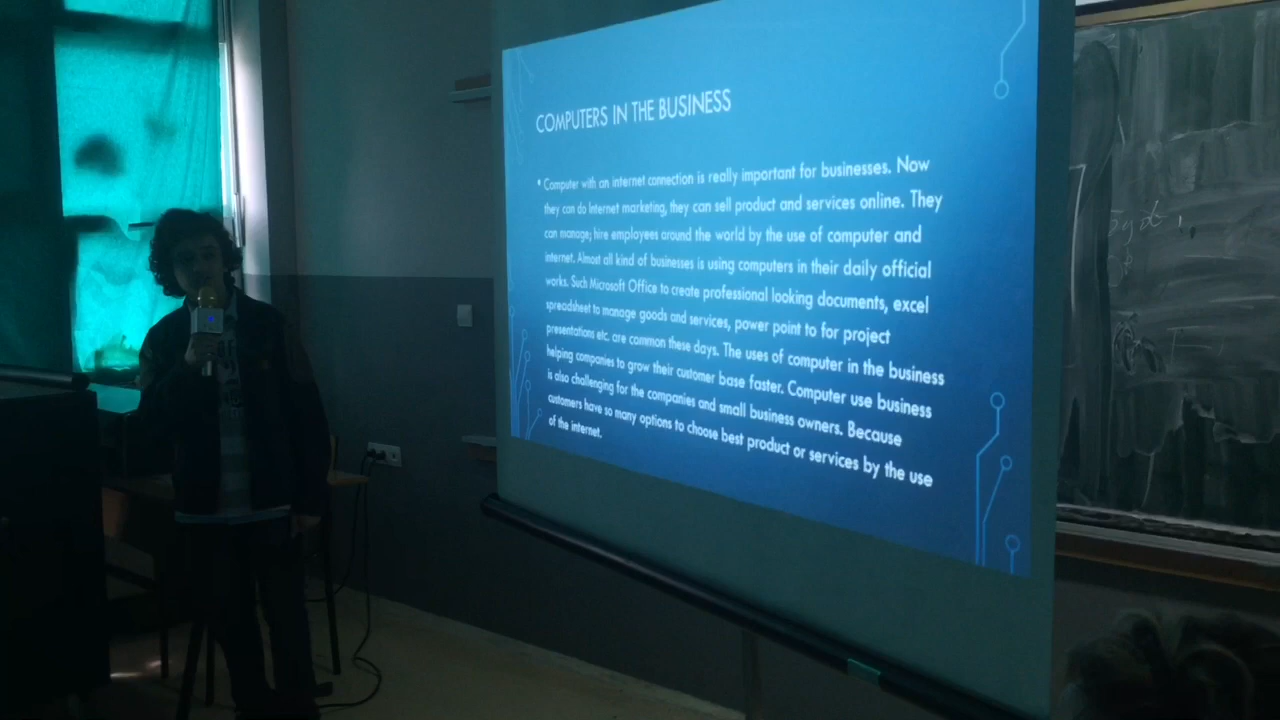 COMPUTERS IN THE BUSINESS
• Computer with an internet connection is really important for businesses. Now
they can do Internet marketing, they can sell product and services online. They
can manage; hire employees around the world by the use of computer and
internet. Almost all kind of businesses is using computers in their daily official
works. Such Microsoft Office to create professional looking documents, excel
spreadsheet to manage goods and services, power point to for project
presentations etc. are common these days. The uses of computer in the business
helping companies to grow their customer base faster. Computer use business
is also challenging for the companies and small business owners. Because
customers have so many options to choose best product or services by the use
of the internet.